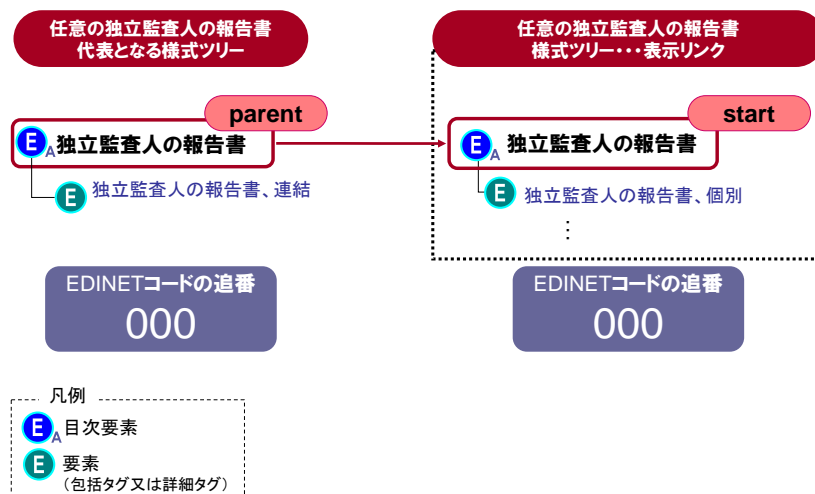 任意の独立監査人の報告書
代表となる様式ツリー
任意の独立監査人の報告書
様式ツリー・・・表示リンク
parent
E A 独立監査人の報告書
E 独立監査人の報告書、連結
start
E A 独立監査人の報告書
E 独立監査人の報告書、個別
⋮
EDINETコードの追番
000
EDINETコードの追番
000
凡例
E A 目次要素
E 要素
（包括タグ又は詳細タグ）